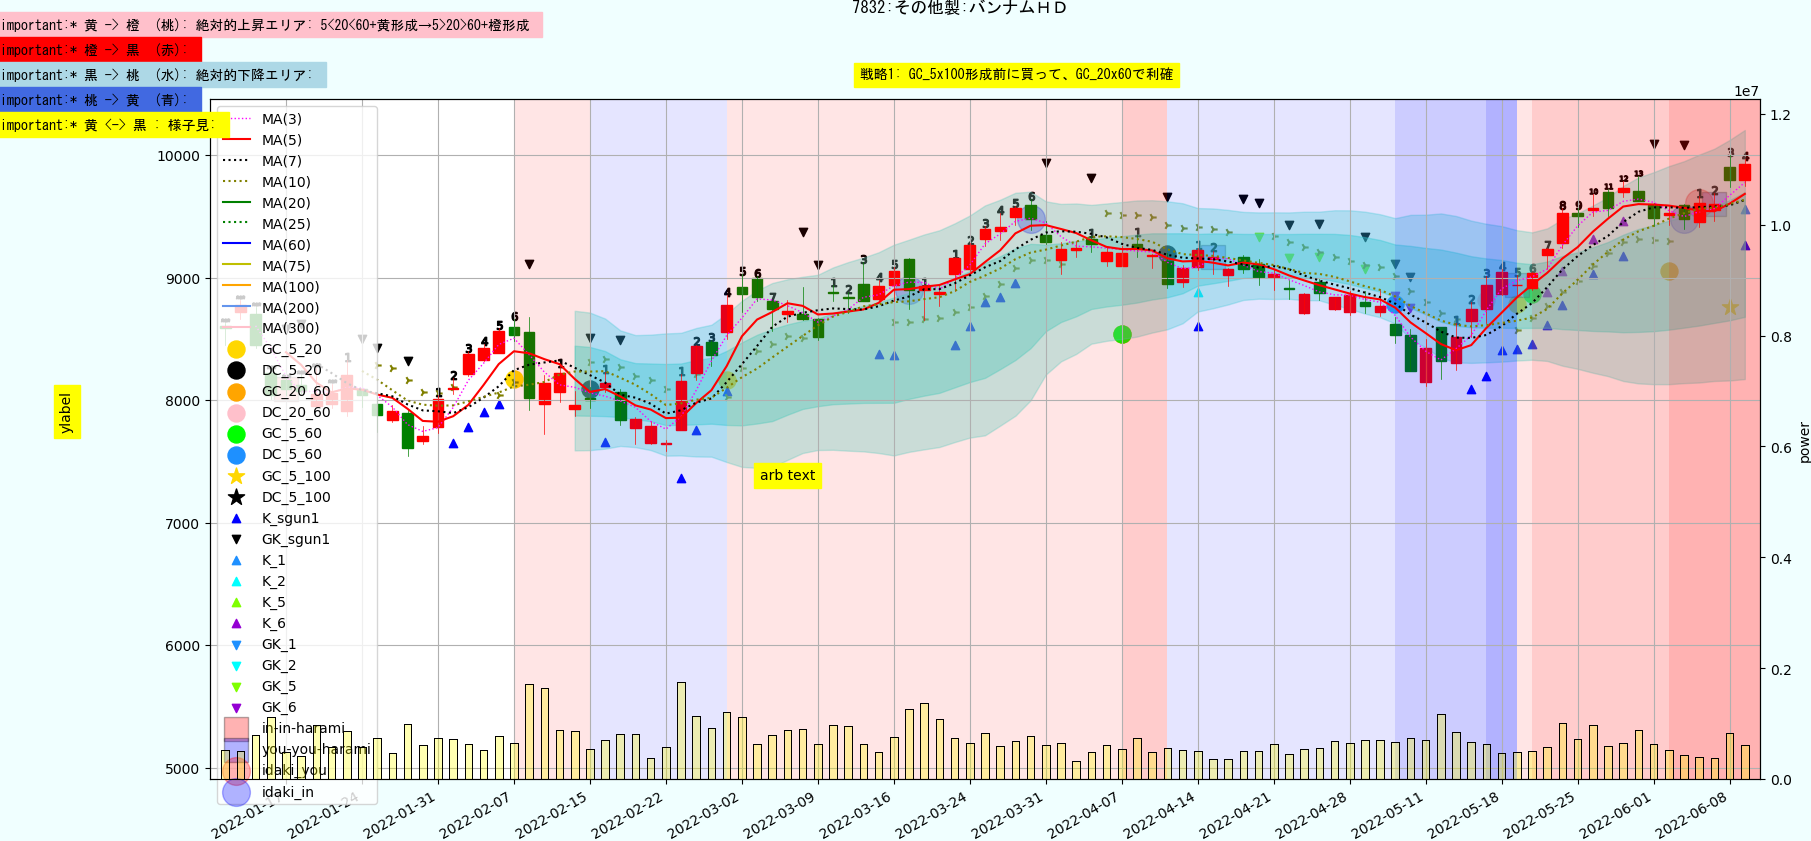 7832:その他製:バンナムHD
important:* 黄 -> 橙 (桃): 絶対的上昇エリア: 5<20<60+黄形成→5>20>60+橙形成
important:* 橙 -> 黒 (赤):
important:* 黒 -> 桃 (水): 絶対的下降エリア:
戦略1: GC_5x100形成前に買って、GC_20x60で利確
important:* 桃 -> 黄 (青):
important:* 黄 <-> 黒 : 様子見:
1e7
MA(3)
MA(5)
MA(7)
MA(10)
MA(20)
MA(25)
MA(60)
MA(75)
MA(100)
MA(200)
MA(300)
GC_5_20
DC_5_20
GC_20_60
DC_20_60
GC_5_60
DC_5_60
GC_5_100
DC_5_100
K_sgun1
GK_sgun1
K_1
K_2
K_5
K_6
GK_1
GK_2
GK_5
GK_6
in-in-harami
you-you-harami
idaki_you
idaki_in
10000
9000
8000
7000
6000
5000
ylabel
arb text
1.2
1.0
0.8
0.6
0.4
0.2
0.0
power
2022-01-24
2022-01-31
2022-02-07
2022-02-15
2022-02-22
2022-03-02
2022-03-09
2022-03-16
2022-03-24
2022-03-31
2022-04-07
2022-04-14
2022-04-21
2022-04-28
2022-05-11
2022-05-18
2022-05-25
2022-06-01
2022-06-08